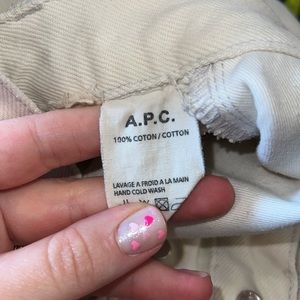 A.P.C.
100% COTON / COTTON
LAVAGE A FROID A LA MAIN
HAND COLD WASH